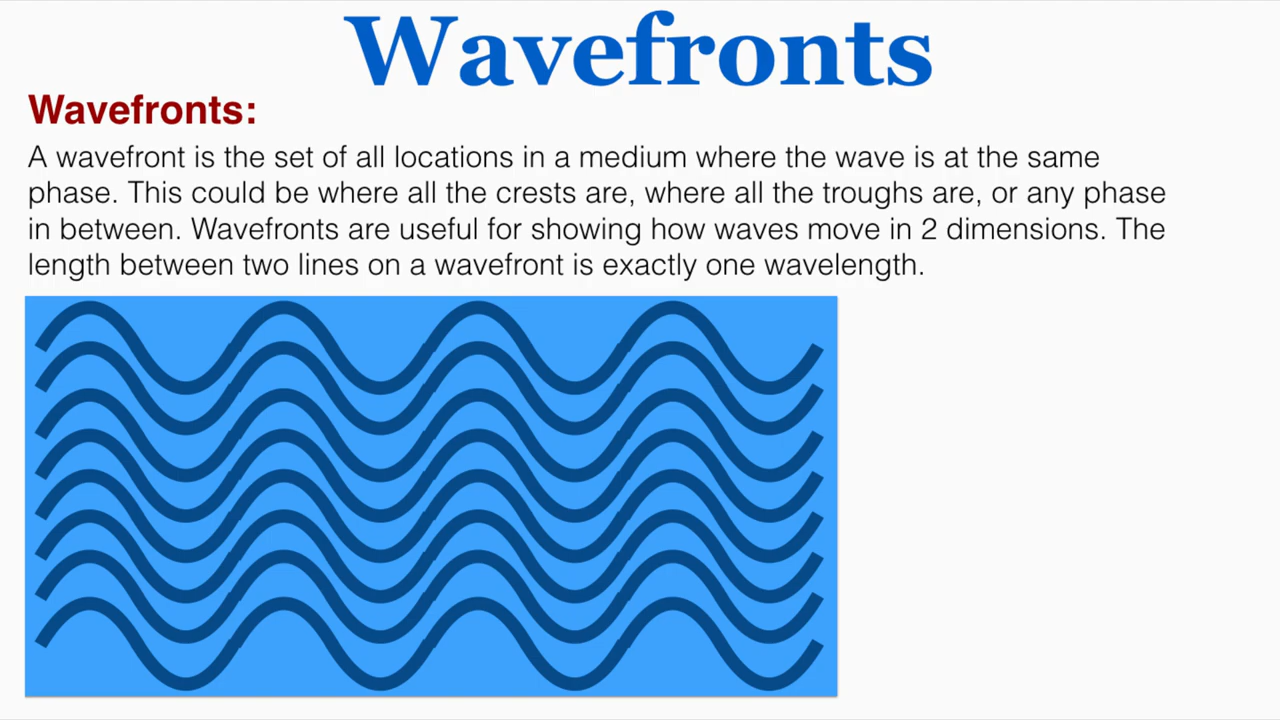 Wavefronts
Wavefronts:
A wavefront is the set of all locations in a medium where the wave is at the same
phase. This could be where all the crests are, where all the troughs are, or any phase
in between. Wavefronts are useful for showing how waves move in 2 dimensions. The
length between two lines on a wavefront is exactly one wavelength.